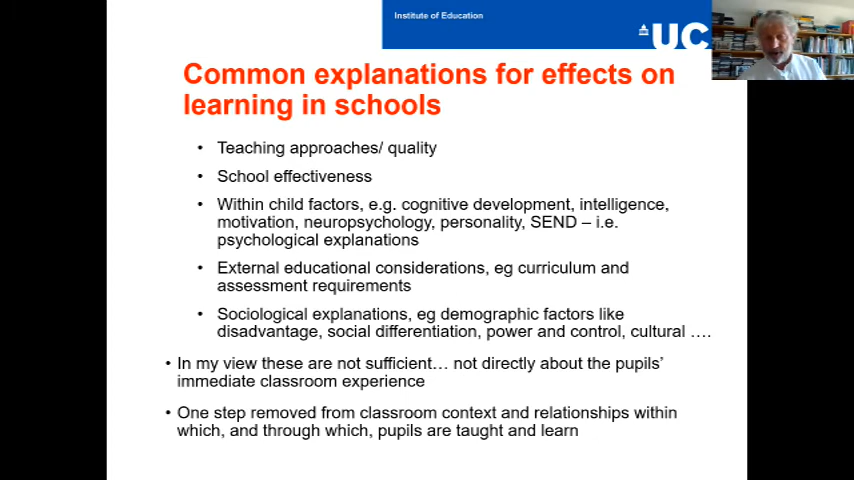 Institute of Education
UC
Common explanations for effects on
learning in schools
• Teaching approaches/ quality
• School effectiveness
• Within child factors, e.g. cognitive development, intelligence,
motivation, neuropsychology, personality, SEND – i.e.
psychological explanations
• External educational considerations, eg curriculum and
assessment requirements
• Sociological explanations, eg demographic factors like
disadvantage, social differentiation, power and control, cultural ….
• In my view these are not sufficient… not directly about the pupils’
immediate classroom experience
• One step removed from classroom context and relationships within
which, and through which, pupils are taught and learn